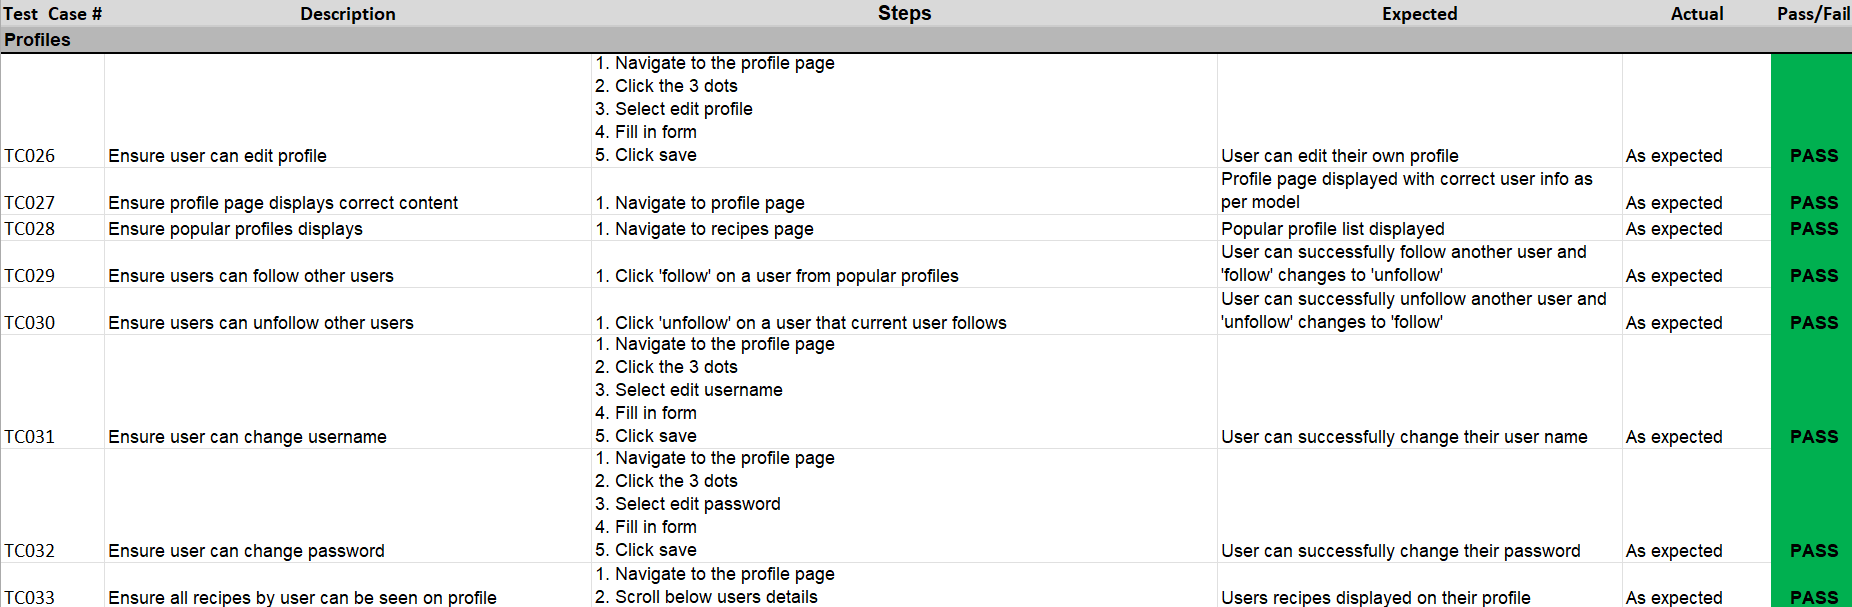 Test Case # Description Steps Expected Actual Pass/Fail
Profiles
1. Navigate to the profile page
2. Click the 3 dots
3. Select edit profile
4. Fill in form
TC026 Ensure user can edit profile 5. Click save User can edit their own profile As expected PASS
Profile page displayed with correct user info as
TC027 Ensure profile page displays correct content 1. Navigate to profile page per model As expected PASS
TC028 Ensure popular profiles displays 1. Navigate to recipes page Popular profile list displayed As expected PASS
User can successfully follow another user and
TC029 Ensure users can follow other users 1. Click 'follow' on a user from popular profiles 'follow' changes to 'unfollow' As expected PASS
User can successfully unfollow another user and
TC030 Ensure users can unfollow other users 1. Click 'unfollow' on a user that current user follows 'unfollow' changes to 'follow' As expected PASS
1. Navigate to the profile page
2. Click the 3 dots
3. Select edit username
4. Fill in form
TC031 Ensure user can change username 5. Click save User can successfully change their user name As expected PASS
1. Navigate to the profile page
2. Click the 3 dots
3. Select edit password
4. Fill in form
TC032 Ensure user can change password 5. Click save User can successfully change their password As expected PASS
1. Navigate to the profile page
TC033 Ensure all recipes by user can be seen on profile 2. Scroll below users details Users recipes displayed on their profile As expected PASS